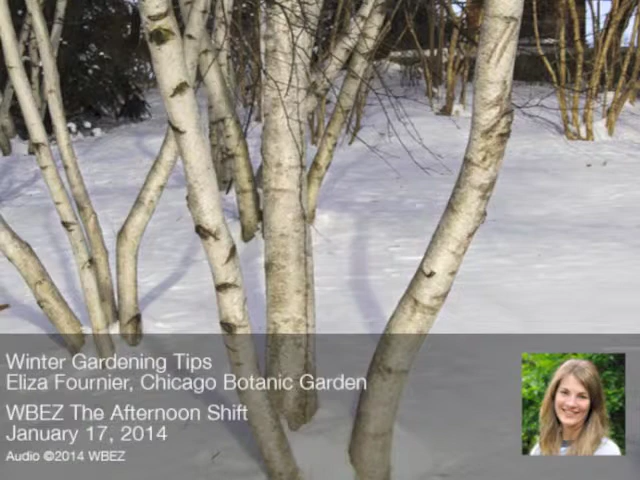 Winter Gardening Tips
Eliza Fournier, Chicago Botanic Garden
WBEZ The Afternoon Shift
January 17, 2014
Audio ©2014 WBEZ